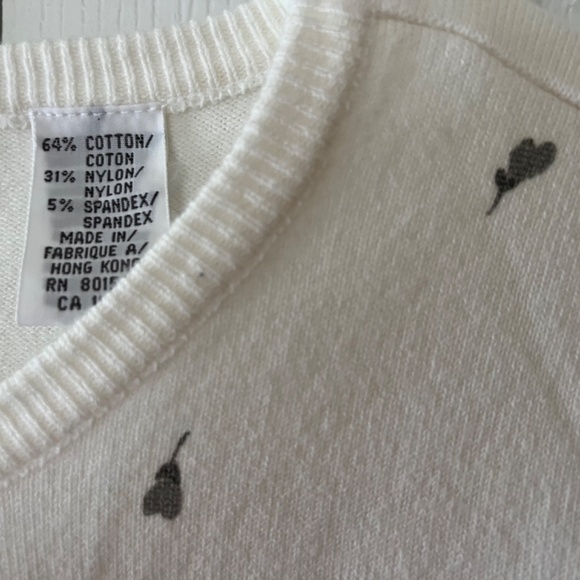 64% COTTON/
COTON
31% NYLON/
NYLON
5% SPANDEX/
SPANDEX
MADE IN/
FABRIQUE A/
HONG KONG
RN
CA